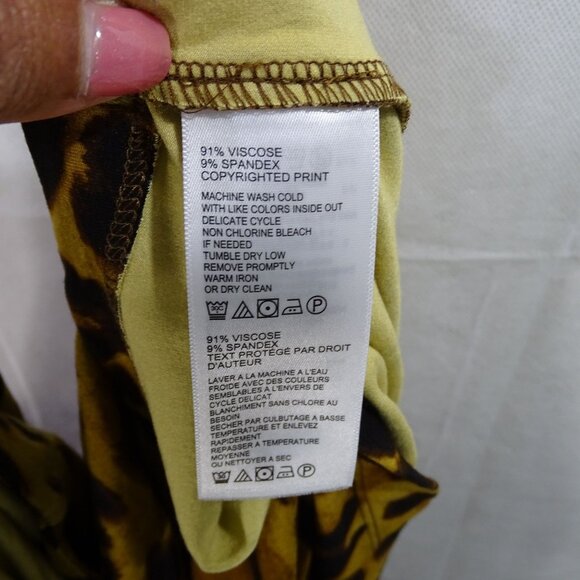 91% VISCOSE
9% SPANDEX
COPYRIGHTED PRINT
MACHINE WASH COLD
WITH LIKE COLORS INSIDE OUT
DELICATE CYCLE
NON CHLORINE BLEACH
IF NEEDED
TUMBLE DRY LOW
REMOVE PROMPTLY
WARM IRON
OR DRY CLEAN
30C P
91% VISCOSE
9% SPANDEX
TEXT PROTÉGÉ PAR DROIT
D'AUTEUR
LAVER A LA MACHINE A L'EAU
FROIDE AVEC DES COULEURS
SEMBLABLES A L'ENVERS DE
CYCLE DELICAT
BLANCHIMENT SANS CHLORE AU
BESOIN
SECHER PAR CULBUTAGE A BASSE
TEMPERATURE ET ENLEVEZ
RAPIDEMENT
REPASSER A TEMPERATURE
MOYENNE
OU NETTOYER A SEC
P